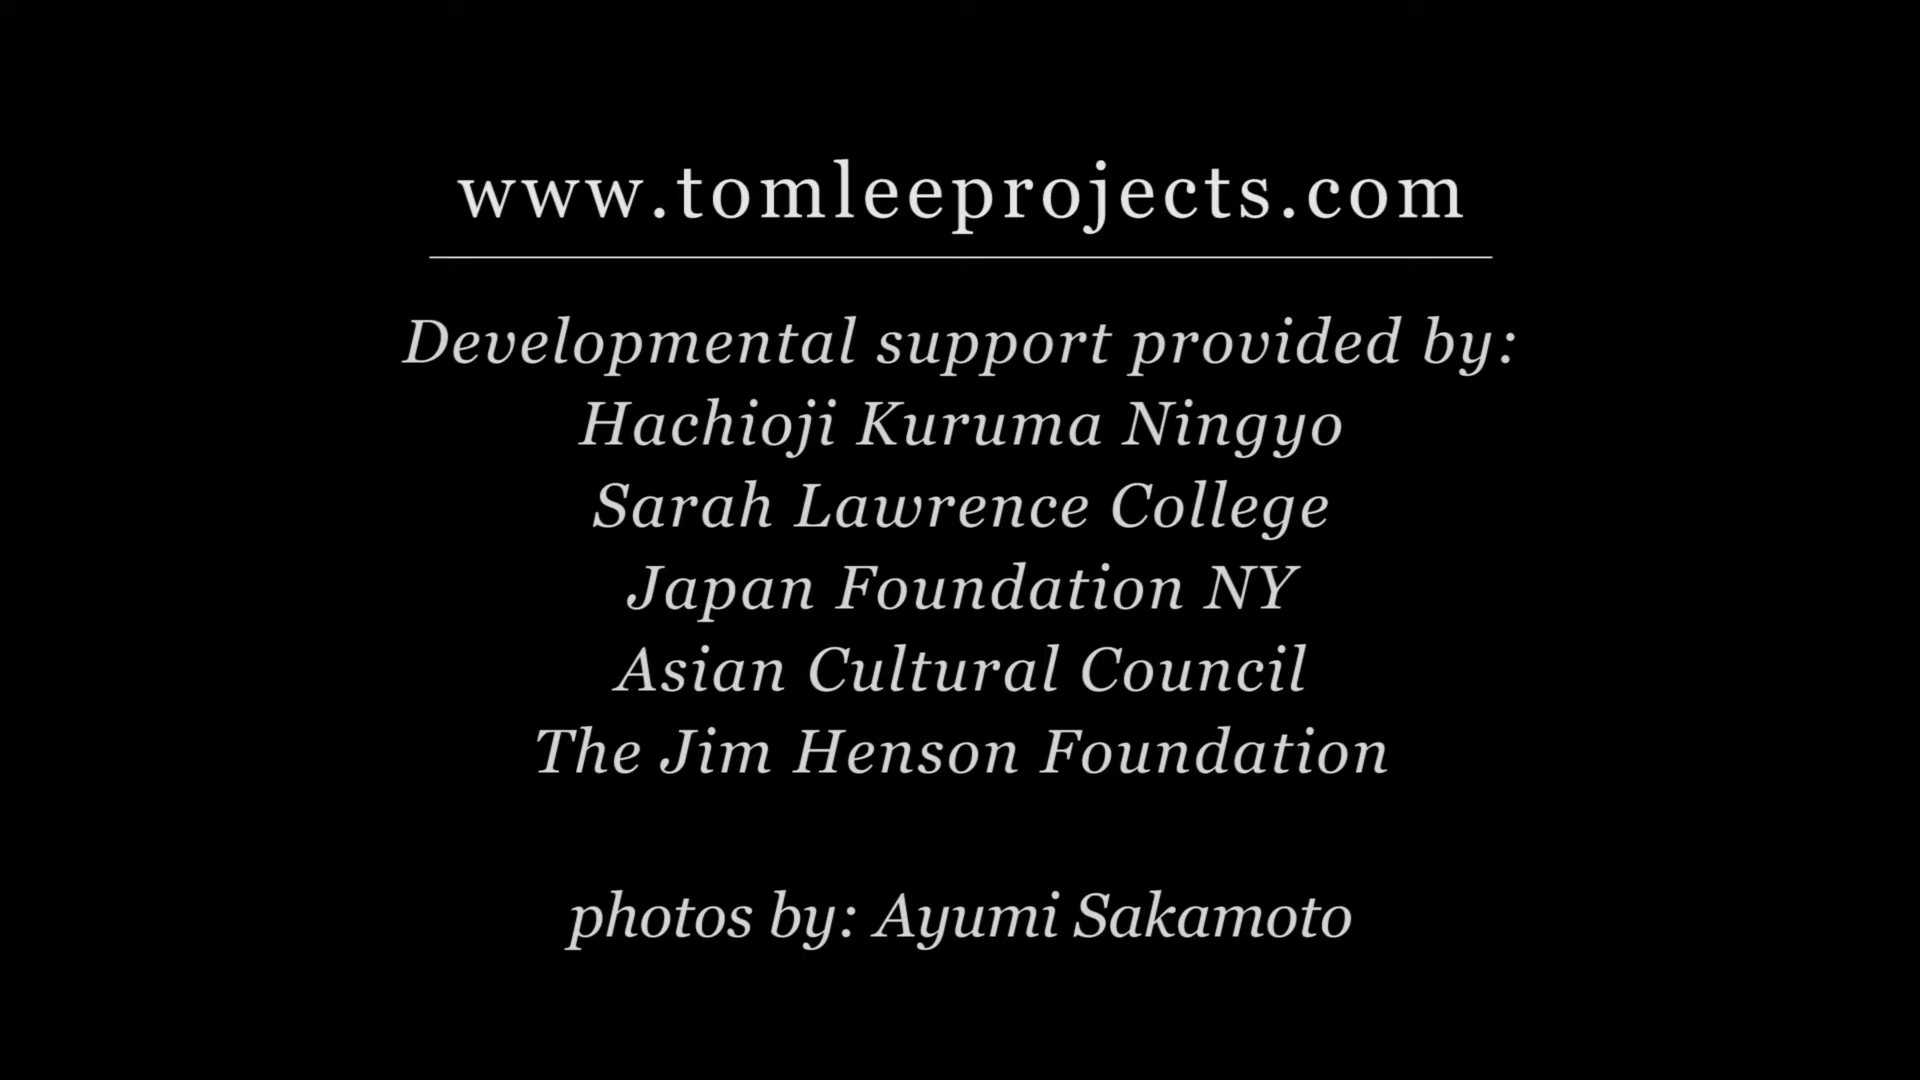 www.tomleeprojects.com
Developmental support provided by:
Hachioji Kuruma Ningyo
Sarah Lawrence College
Japan Foundation NY
Asian Cultural Council
The Jim Henson Foundation
photos by: Ayumi Sakamoto